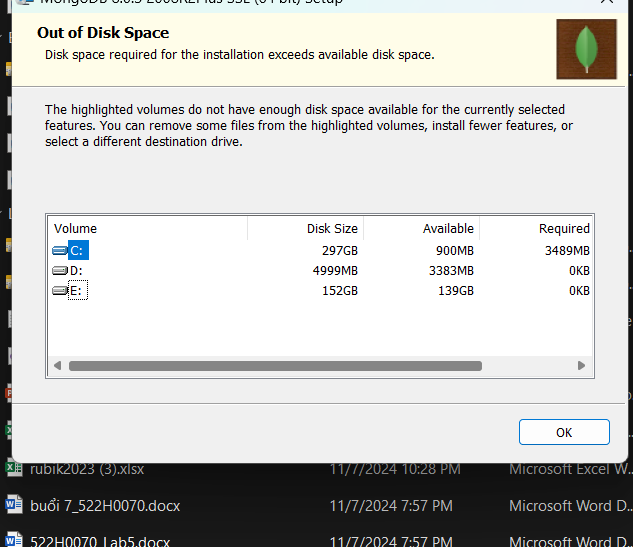 Out of Disk Space
Disk space required for the installation exceeds available disk space.
The highlighted volumes do not have enough disk space available for the currently selected
features. You can remove some files from the highlighted volumes, install fewer features, or
select a different destination drive.
Volume Disk Size Available Required
C: 297GB 900MB 3489MB
D: 4999MB 3383MB 0KB
E: 152GB 139GB 0KB
OK
rubik2023 (3).xlsx 11/7/2024 10:28 PM Microsoft Excel W...
buổi 7_522H0070.docx 11/7/2024 7:57 PM Microsoft Word D...
522H0070_Lab5.docx 11/7/2024 7:57 PM Microsoft Word D...